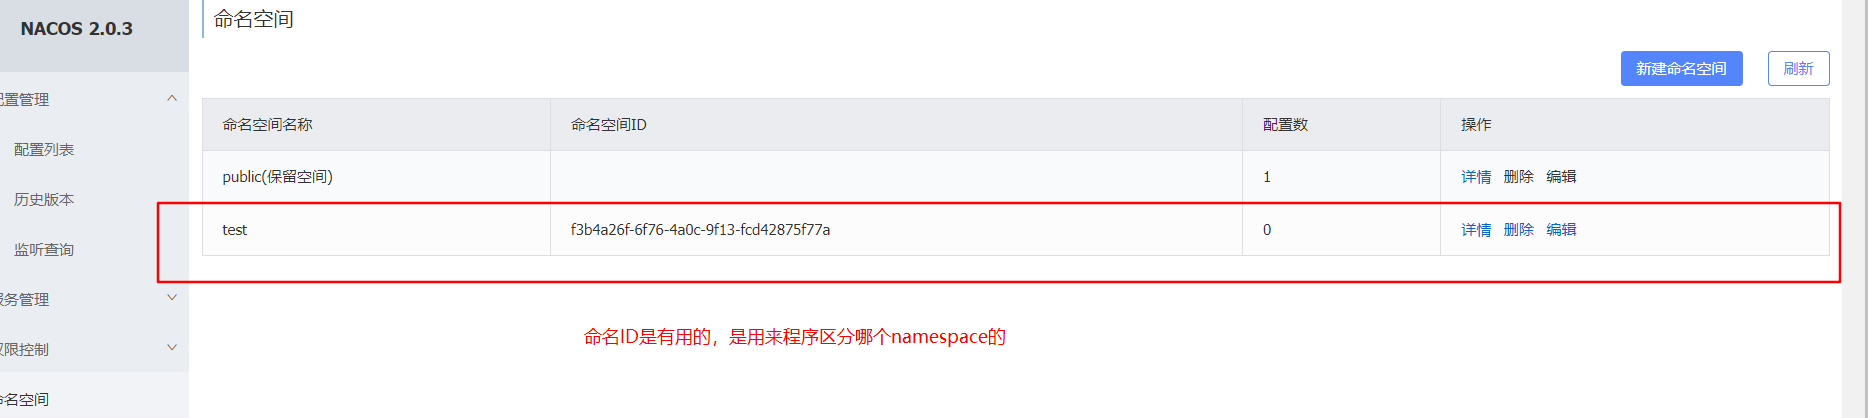 NACOS 2.0.3
命名空间
新建命名空间 刷新
配置管理
配置列表
历史版本
监听查询
服务管理
权限控制
命名空间
命名空间名称 命名空间ID 配置数 操作
public(保留空间) 1 详情 删除 编辑
test f3b4a26f-6f76-4a0c-9f13-fcd42875f77a 0 详情 删除 编辑
命名ID是有用的，是用来程序区分哪个namespace的